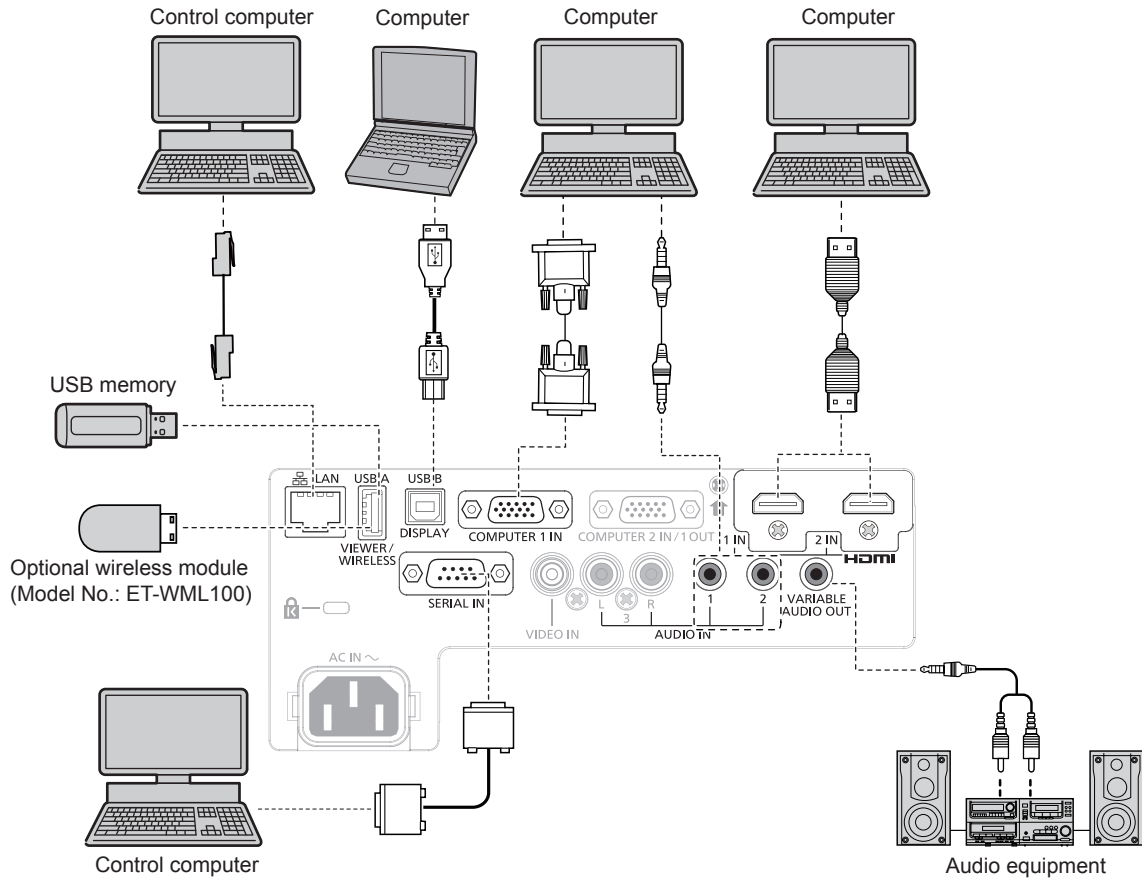 Control computer
Computer
Computer
Computer
USB memory
LAN
USB A
USB B
DISPLAY
VIEWER /
WIRELESS
COMPUTER 1 IN
COMPUTER 2 IN / 1 OUT
1 IN
2 IN
HDMI
Optional wireless module
(Model No.: ET-WML100)
SERIAL IN
K
VIDEO IN
L
R
3
1
2
AUDIO IN
VARIABLE
AUDIO OUT
AC IN ～
Control computer
Audio equipment